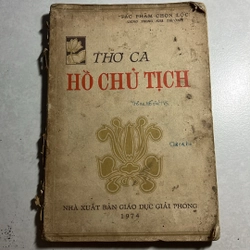 TÁC PHẨM CHỌN LỌC
THƠ CA
HỒ CHỦ TỊCH
NHÀ XUẤT BẢN GIÁO DỤC GIẢI PHÓNG
1974